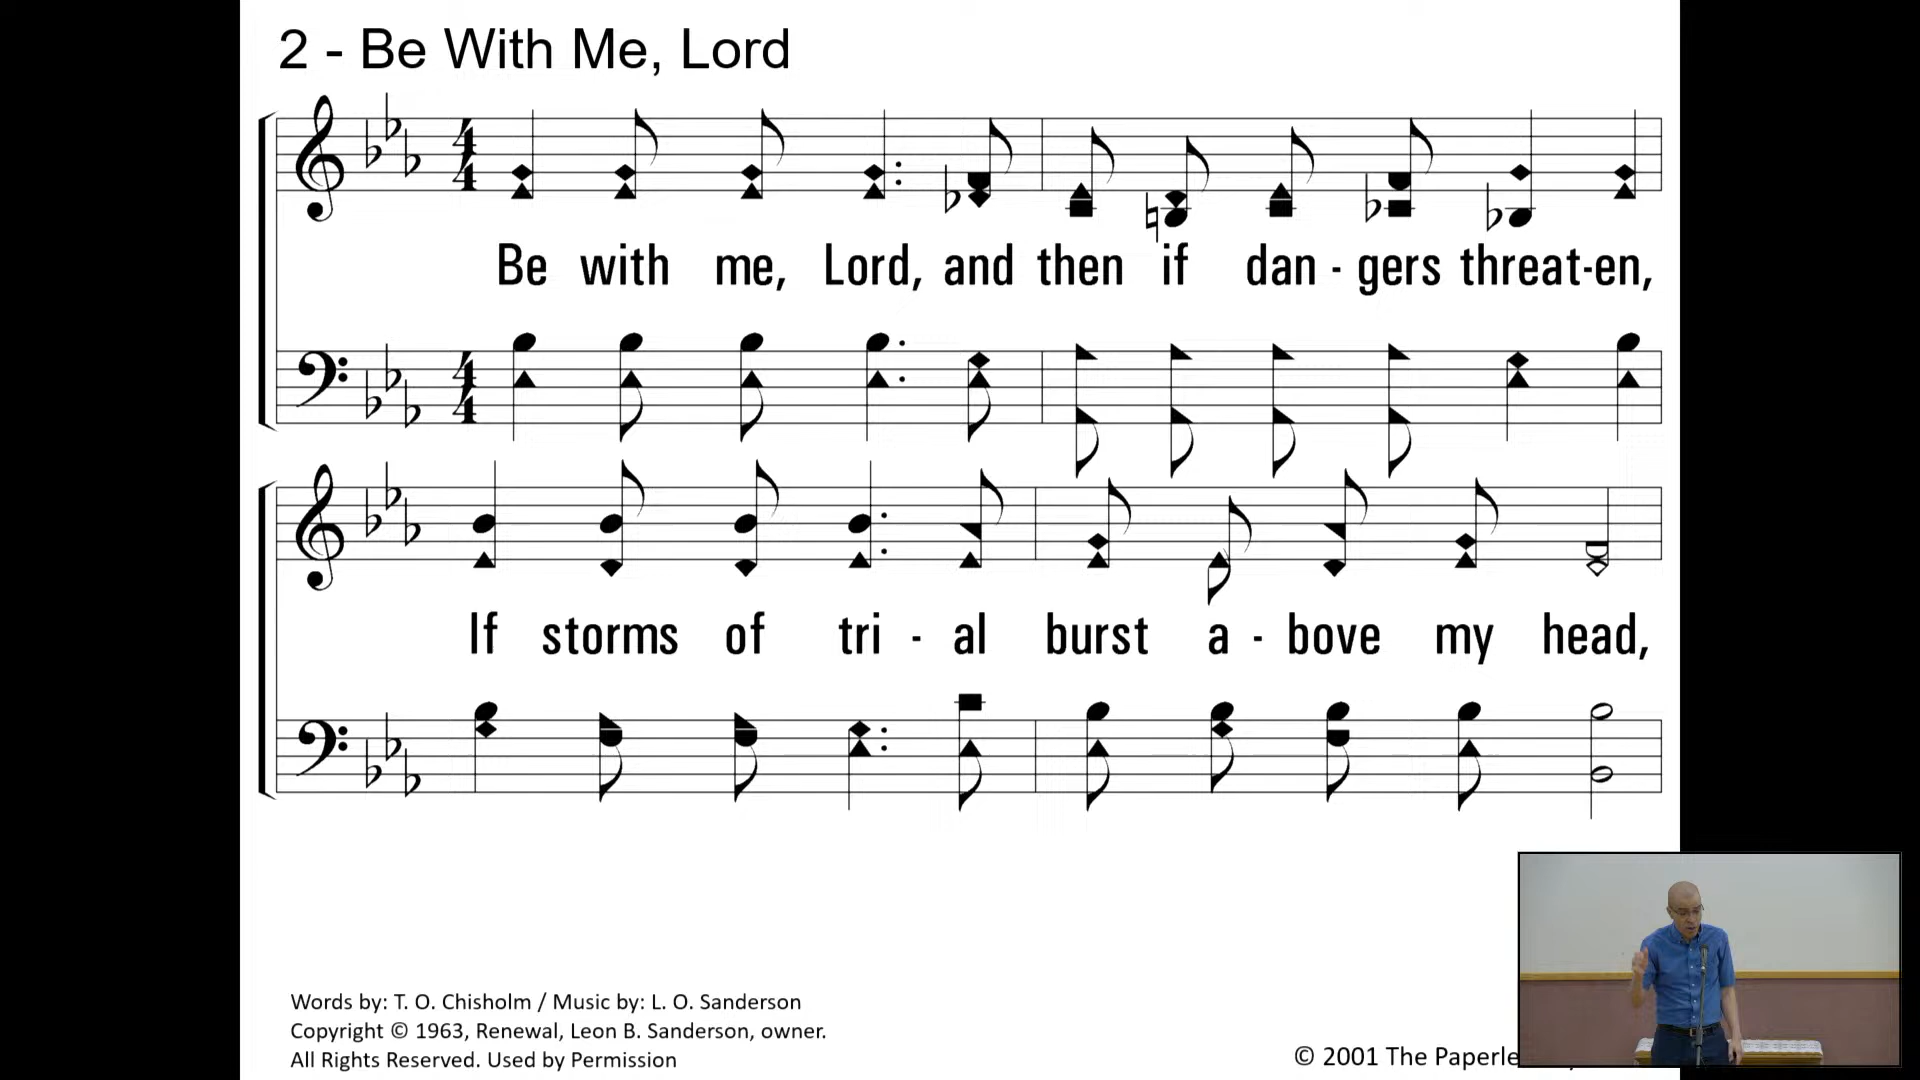 2 - Be With Me, Lord
Be with me, Lord, and then if dan - gers threat-en,
If storms of tri - al burst a - bove my head,
Words by: T. O. Chisholm / Music by: L. O. Sanderson
Copyright © 1963, Renewal, Leon B. Sanderson, owner.
All Rights Reserved. Used by Permission
© 2001 The